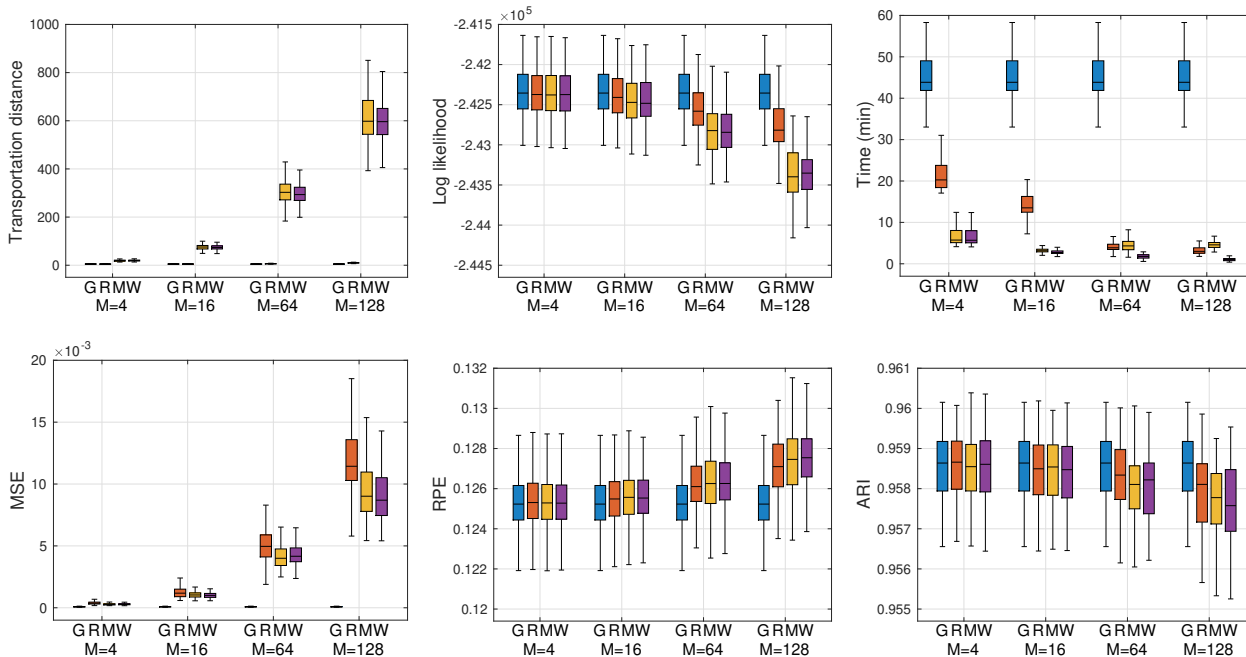 Transportation distance
1000
800
600
400
200
0
G R M W G R M W G R M W G R M W
M=4 M=16 M=64 M=128
×10^5
Log likelihood
-2.415
-2.42
-2.425
-2.43
-2.435
-2.44
-2.445
G R M W G R M W G R M W G R M W
M=4 M=16 M=64 M=128
Time (min)
60
50
40
30
20
10
0
G R M W G R M W G R M W G R M W
M=4 M=16 M=64 M=128
×10^-3
MSE
20
15
10
5
0
G R M W G R M W G R M W G R M W
M=4 M=16 M=64 M=128
RPE
0.132
0.13
0.128
0.126
0.124
0.122
0.12
G R M W G R M W G R M W G R M W
M=4 M=16 M=64 M=128
ARI
0.961
0.96
0.959
0.958
0.957
0.956
0.955
G R M W G R M W G R M W G R M W
M=4 M=16 M=64 M=128